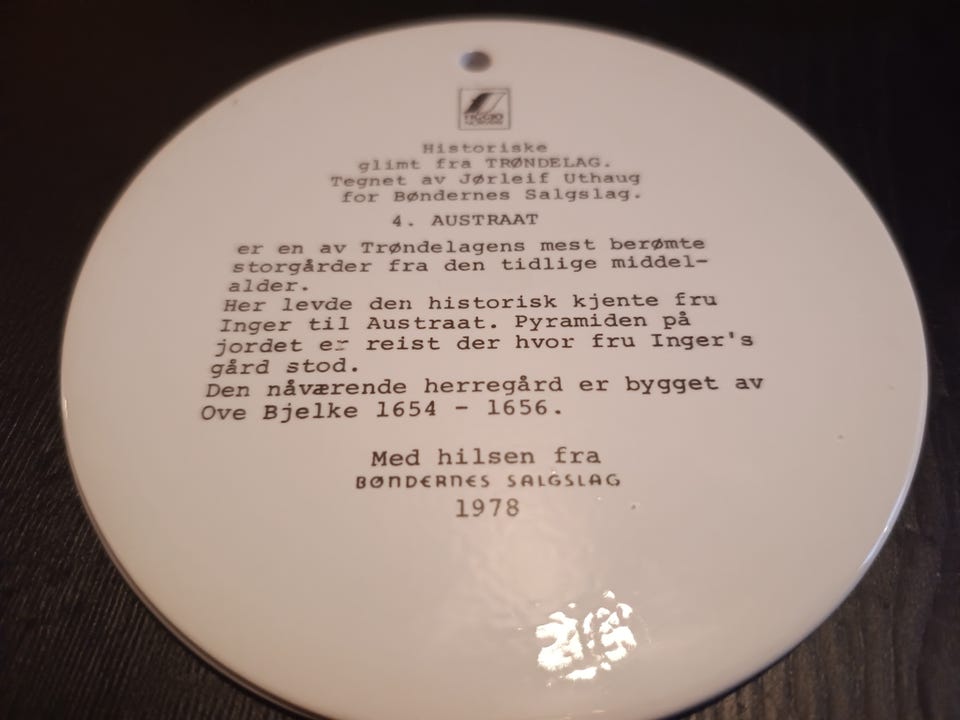 FIGGJO
Historiske
glimt fra TRØNDELAG.
Tegnet av Jørleif Uthaug
for Bøndernes Salgslag.
4. AUSTRAAT
er en av Trøndelagens mest berømte
storgårder fra den tidlige middel-
alder.
Her levde den historisk kjente fru
Inger til Austraat. Pyramiden på
jordet er reist der hvor fru Inger's
gård stod.
Den nåværende herregård er bygget av
Ove Bjelke 1654 - 1656.
Med hilsen fra
BØNDERNES SALGSLAG
1978